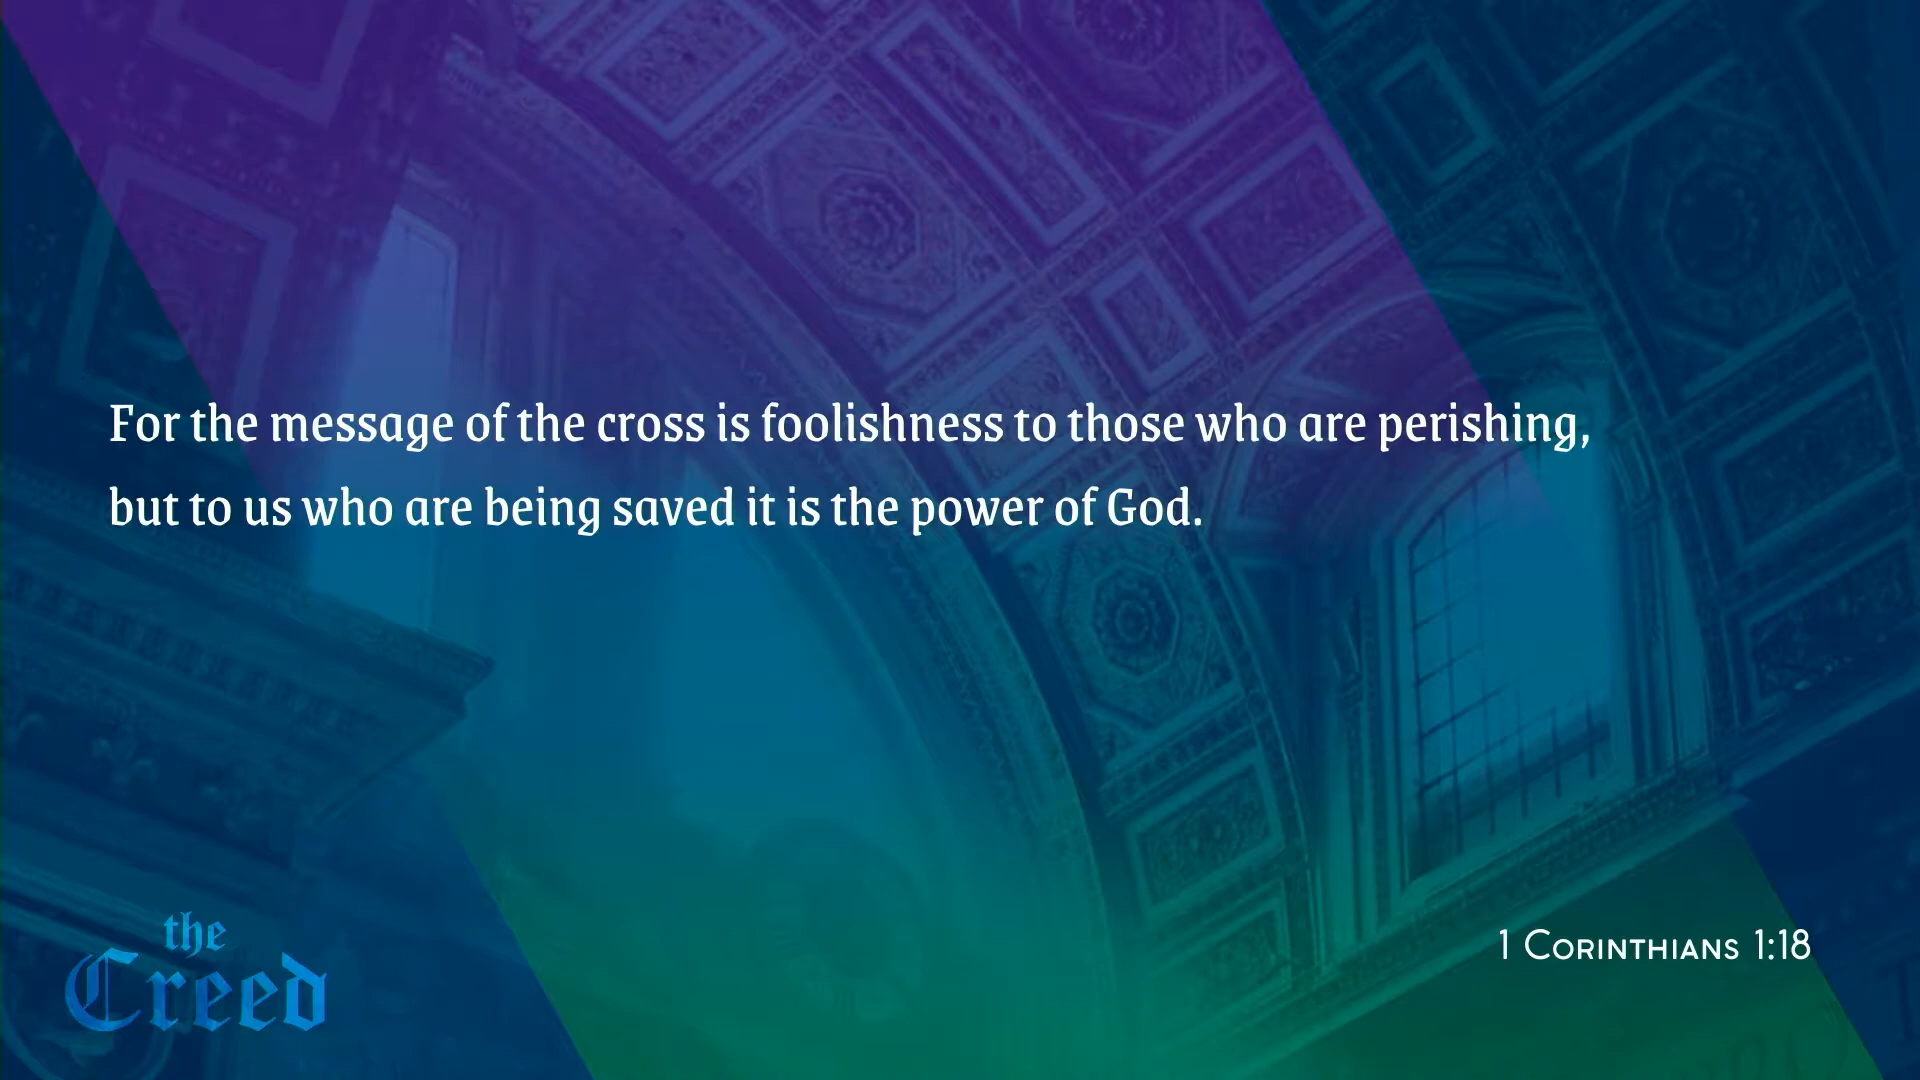 For the message of the cross is foolishness to those who are perishing,
but to us who are being saved it is the power of God.
the
Creed
1 Corinthians 1:18